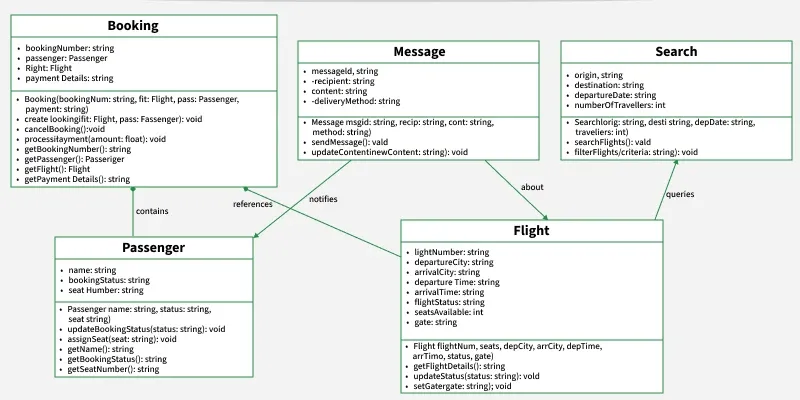 Booking
• bookingNumber: string
• passenger: Passenger
• Right: Flight
• payment Details: string
• Booking(bookingNum: string, fit: Flight, pass: Passenger,
payment: string)
• create lookingifit: Flight, pass: Fassenger): void
• cancelBooking():void
• processiłayment(amount: float): void
• getBookingNumber(): string
• getPassenger(): Passeriger
• getFlight(): Flight
• getPayment Details(): string
Message
• messageld, string
• -recipient: string
• content: string
• -deliveryMethod: string
• Message msgid: string, recip: string, cont: string,
method: string)
• sendMessage(): vald
• updateContentinewContent: string}: void
Search
• origin, string
• destination: string
• departureDate: string
• numberOfTravellers: int
• Searchlorig: string, desti string, depDate: string,
traveliers: int)
• searchFlights(): vald
• filterFlights/criteria: string): void
contains
references
notifies
about
queries
Passenger
• name: string
• bookingStatus: string
• seat Humber: string
• Passenger name: string, status: string,
seat string)
• updateBookingStatus(status: string): void
• assignSeat(seat: string): void
• getName(): string
• getBookingStatus(): string
• getSeatNumber(): string
Flight
• lightNumber: string
• departureCity: string
• arrivalCity: string
• departure Time: string
• arrivalTime: string
• flightStatus: string
• seatsAvailable: int
• gate: string
• Flight flightNum, seats, depCity, arrCity, depTime,
arrTimo, status, gate)
• getFlightDetails(): string
• updateStatus(status: string): vold
• setGatergate: string); void